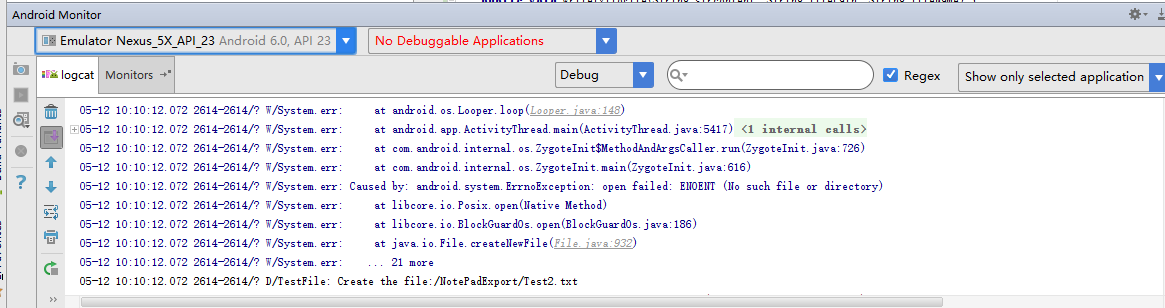 Android Monitor
Emulator Nexus_5X_API_23 Android 6.0, API 23
No Debuggable Applications
logcat
Monitors
Debug
Regex
Show only selected application
05-12 10:10:12.072 2614-2614/? W/System.err:     at android.os.Looper.loop(Looper.java:148)
05-12 10:10:12.072 2614-2614/? W/System.err:     at android.app.ActivityThread.main(ActivityThread.java:5417) <1 internal calls>
05-12 10:10:12.072 2614-2614/? W/System.err:     at com.android.internal.os.ZygoteInit$MethodAndArgsCaller.run(ZygoteInit.java:726)
05-12 10:10:12.072 2614-2614/? W/System.err:     at com.android.internal.os.ZygoteInit.main(ZygoteInit.java:616)
05-12 10:10:12.072 2614-2614/? W/System.err: Caused by: android.system.ErrnoException: open failed: ENOENT (No such file or directory)
05-12 10:10:12.072 2614-2614/? W/System.err:     at libcore.io.Posix.open(Native Method)
05-12 10:10:12.072 2614-2614/? W/System.err:     at libcore.io.BlockGuardOs.open(BlockGuardOs.java:186)
05-12 10:10:12.072 2614-2614/? W/System.err:     at java.io.File.createNewFile(File.java:932)
05-12 10:10:12.072 2614-2614/? W/System.err:     ... 21 more
05-12 10:10:12.072 2614-2614/? D/TestFile: Create the file:/NotePadExport/Test2.txt